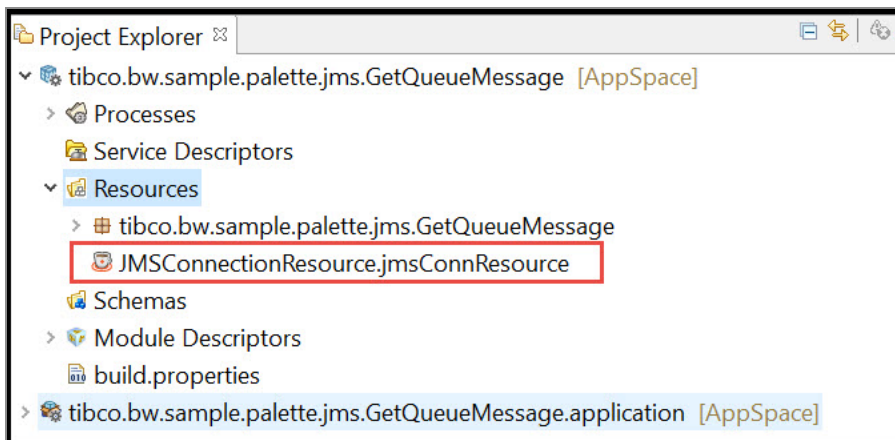 Project Explorer
tibco.bw.sample.palette.jms.GetQueueMessage [AppSpace]
Processes
Service Descriptors
Resources
tibco.bw.sample.palette.jms.GetQueueMessage
JMSConnectionResource.jmsConnResource
Schemas
Module Descriptors
010
build.properties
tibco.bw.sample.palette.jms.GetQueueMessage.application [AppSpace]